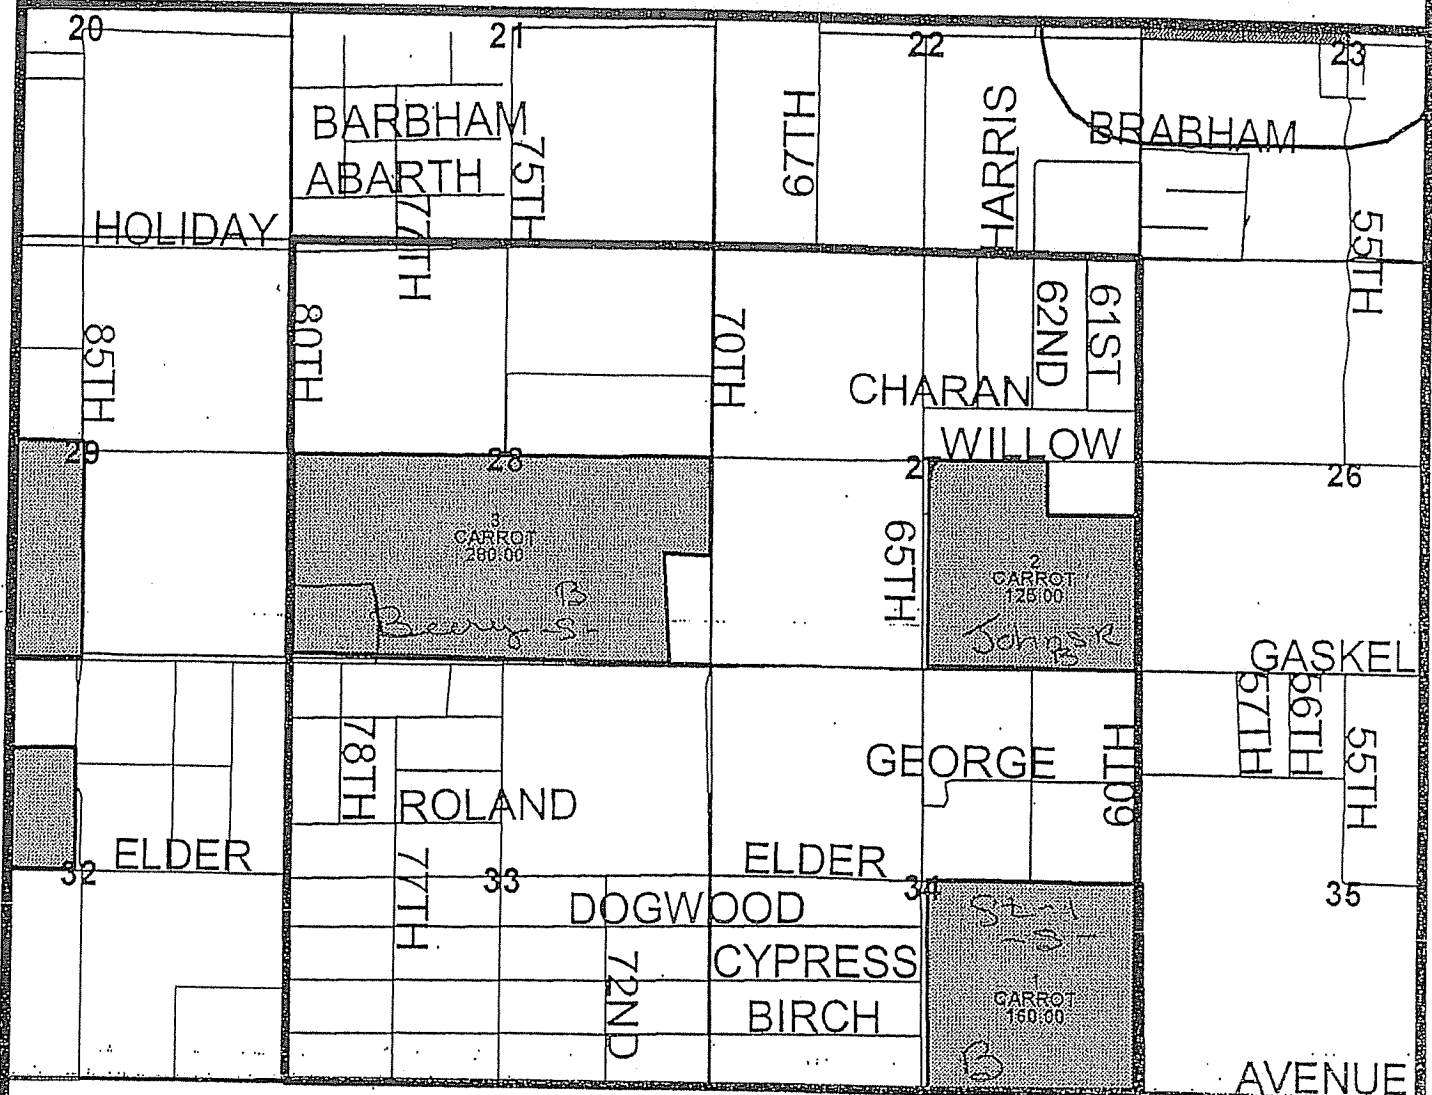 20
21
22
23
BARBHAM
ABARTH
77TH
75TH
67TH
HARRIS
BRABHAM
55TH
HOLIDAY
85TH
80TH
70TH
62ND
61ST
CHARAN
WILLOW
29
28
2
26
3
CARROT
280.00
B
-S-
65TH
2
CARROT
125.00
B
GASKEL
57TH
56TH
55TH
78TH
ROLAND
GEORGE
60TH
ELDER
ELDER
32
33
34
35
77TH
DOGWOOD
CYPRESS
BIRCH
72ND
-S-
1
CARROT
160.00
B
AVENUE